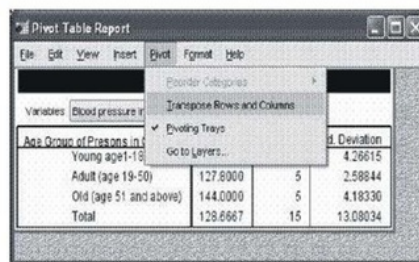 Pivot Table Report
File Edit View Insert Pivot Format Help
Reorder Categories
Transpose Rows and Columns
Pivoting Trays
Go to Layers...
Variables Blood pressure in
Age Group of Presons in d. Deviation
Young age1-18 4.26615
Adult (age 19-50) 127.8000 5 2.58844
Old (age 51 and above) 144.0000 5 4.18330
Total 128.6667 15 13.08034